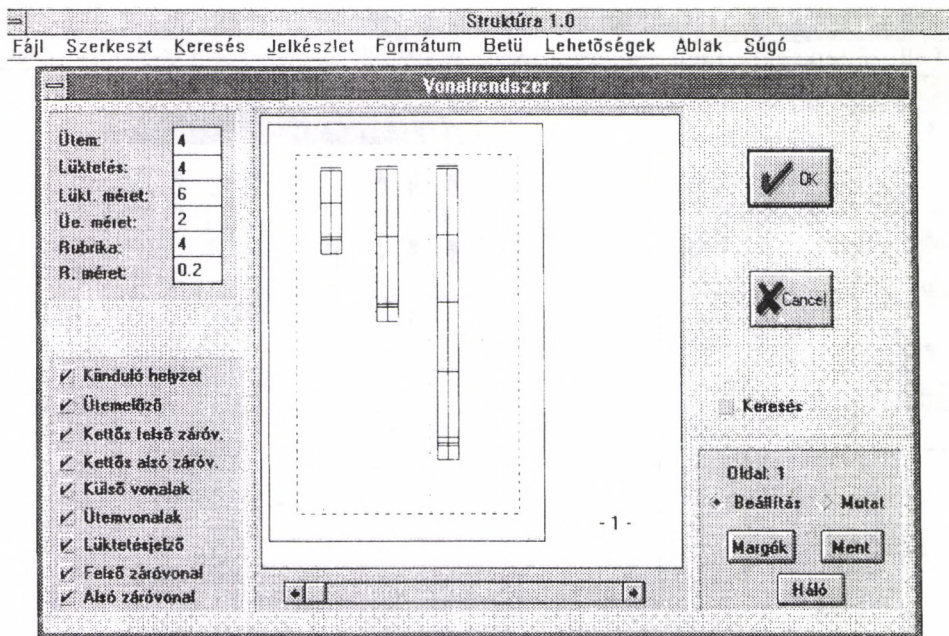 Struktúra 1.0
Fájl Szerkeszt Keresés Jelkészlet Formátum Betü Lehetőségek Ablak Súgó
Vonalrendszer
Ütem: 4
Lüktetés: 4
Lükt. méret: 6
Üe. méret: 2
Rubrika: 4
R. méret: 0.2
OK
Cancel
Kiinduló helyzet
Ütemelőző
Kettős felső záróv.
Kettős alsó záróv.
Külső vonalak
Ütemvonalak
Lüktetésjelző
Felső záróvonal
Alsó záróvonal
- 1 -
Keresés
Oldal: 1
Beállítás Mutat
Margók Ment
Háló